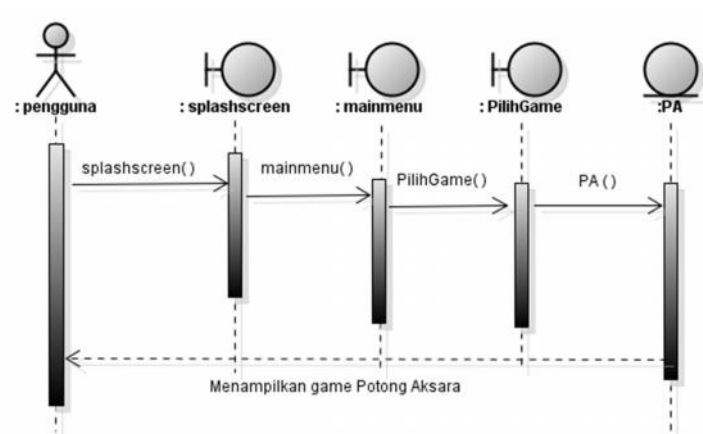 : pengguna
: splashscreen
: mainmenu
: PilihGame
:PA
splashscreen( )
mainmenu( )
PilihGame( )
PA ( )
Menampilkan game Potong Aksara